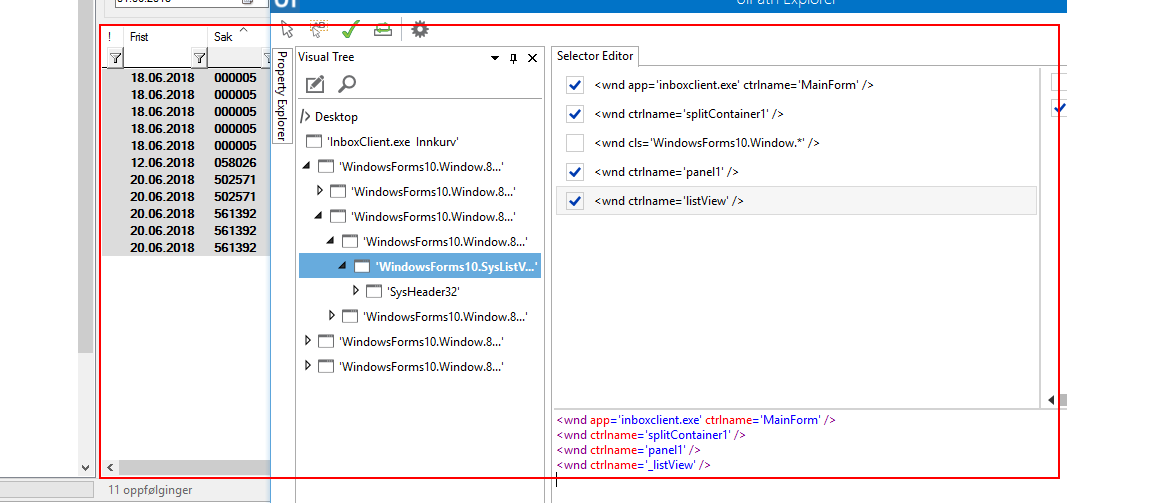 01.06.2018
UiPath Explorer
! Frist Sak
18.06.2018 000005
18.06.2018 000005
18.06.2018 000005
18.06.2018 000005
18.06.2018 000005
12.06.2018 058026
20.06.2018 502571
20.06.2018 502571
20.06.2018 561392
20.06.2018 561392
20.06.2018 561392
11 oppfølginger
Property Explorer
Visual Tree
Desktop
'InboxClient.exe Innkurv'
'WindowsForms10.Window.8...'
'WindowsForms10.Window.8...'
'WindowsForms10.Window.8...'
'WindowsForms10.Window.8...'
'WindowsForms10.SysListV...'
'SysHeader32'
'WindowsForms10.Window.8...'
'WindowsForms10.Window.8...'
'WindowsForms10.Window.8...'
Selector Editor
<wnd app='inboxclient.exe' ctrlname='MainForm' />
<wnd ctrlname='splitContainer1' />
<wnd cls='WindowsForms10.Window.*' />
<wnd ctrlname='panel1' />
<wnd ctrlname='listView' />
<wnd app='inboxclient.exe' ctrlname='MainForm' />
<wnd ctrlname='splitContainer1' />
<wnd ctrlname='panel1' />
<wnd ctrlname='_listView' />